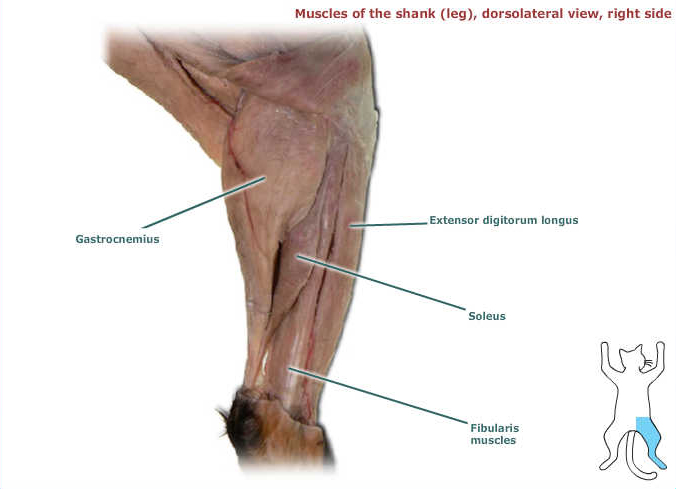 Muscles of the shank (leg), dorsolateral view, right side
Extensor digitorum longus
Gastrocnemius
Soleus
Fibularis
muscles